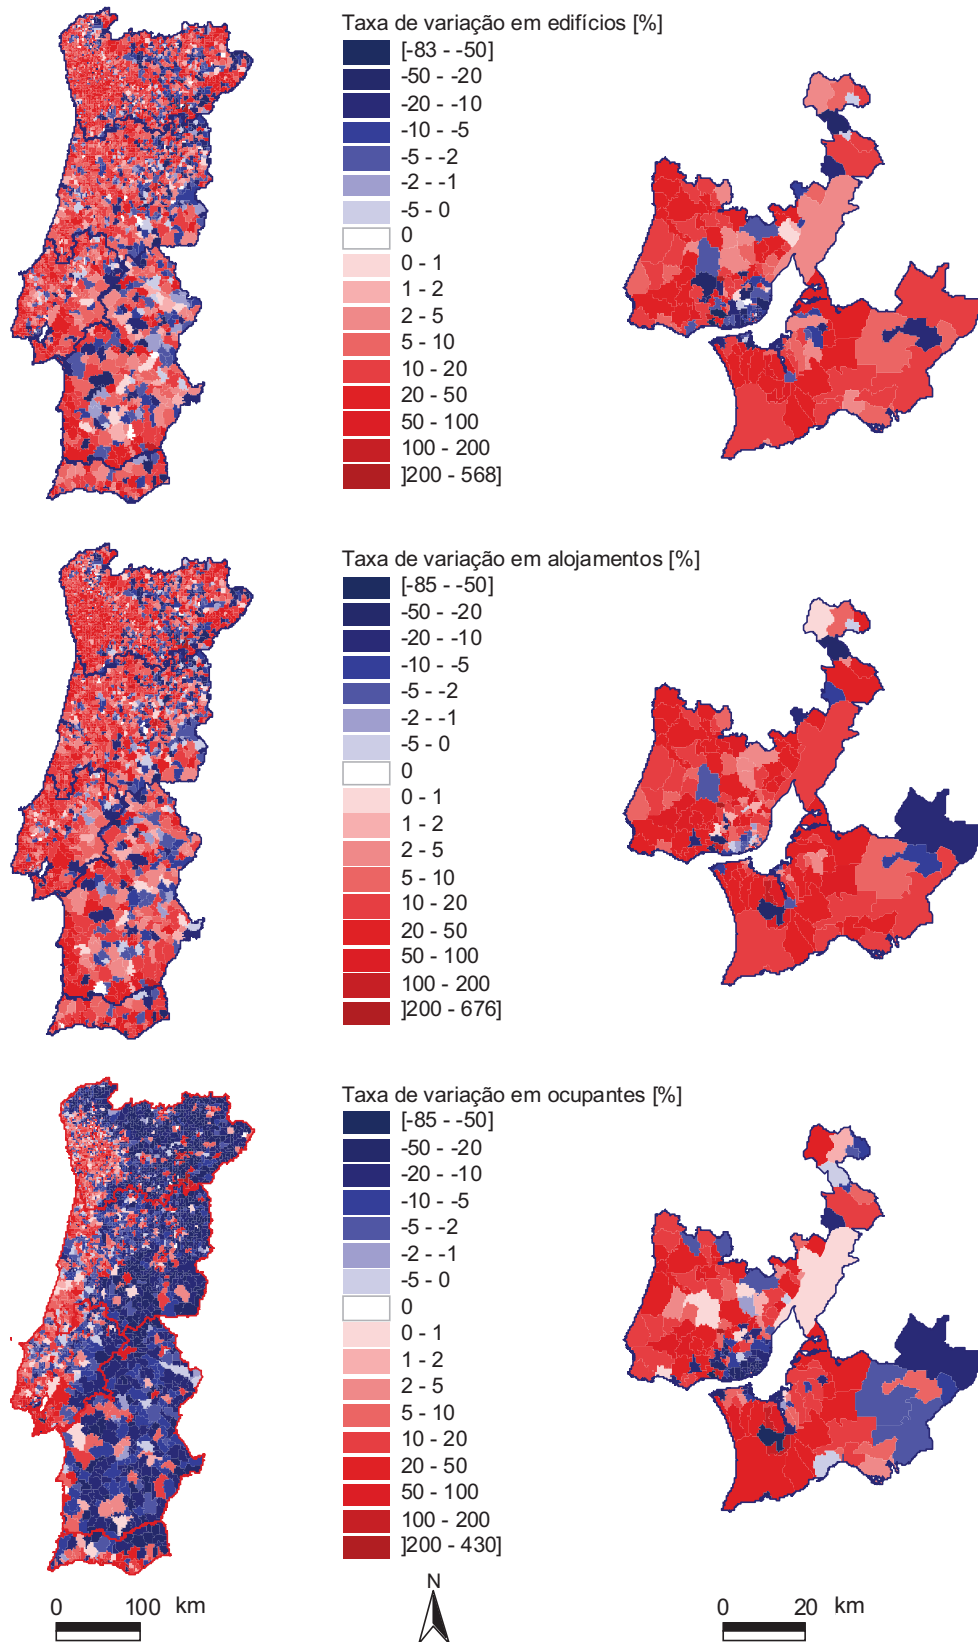 Taxa de variação em edifícios [%]
[-83 - -50]
-50 - -20
-20 - -10
-10 - -5
-5 - -2
-2 - -1
-5 - 0
0
0 - 1
1 - 2
2 - 5
5 - 10
10 - 20
20 - 50
50 - 100
100 - 200
]200 - 568]
Taxa de variação em alojamentos [%]
[-85 - -50]
-50 - -20
-20 - -10
-10 - -5
-5 - -2
-2 - -1
-5 - 0
0
0 - 1
1 - 2
2 - 5
5 - 10
10 - 20
20 - 50
50 - 100
100 - 200
]200 - 676]
Taxa de variação em ocupantes [%]
[-85 - -50]
-50 - -20
-20 - -10
-10 - -5
-5 - -2
-2 - -1
-5 - 0
0
0 - 1
1 - 2
2 - 5
5 - 10
10 - 20
20 - 50
50 - 100
100 - 200
]200 - 430]
N
0 100 km
0 20 km